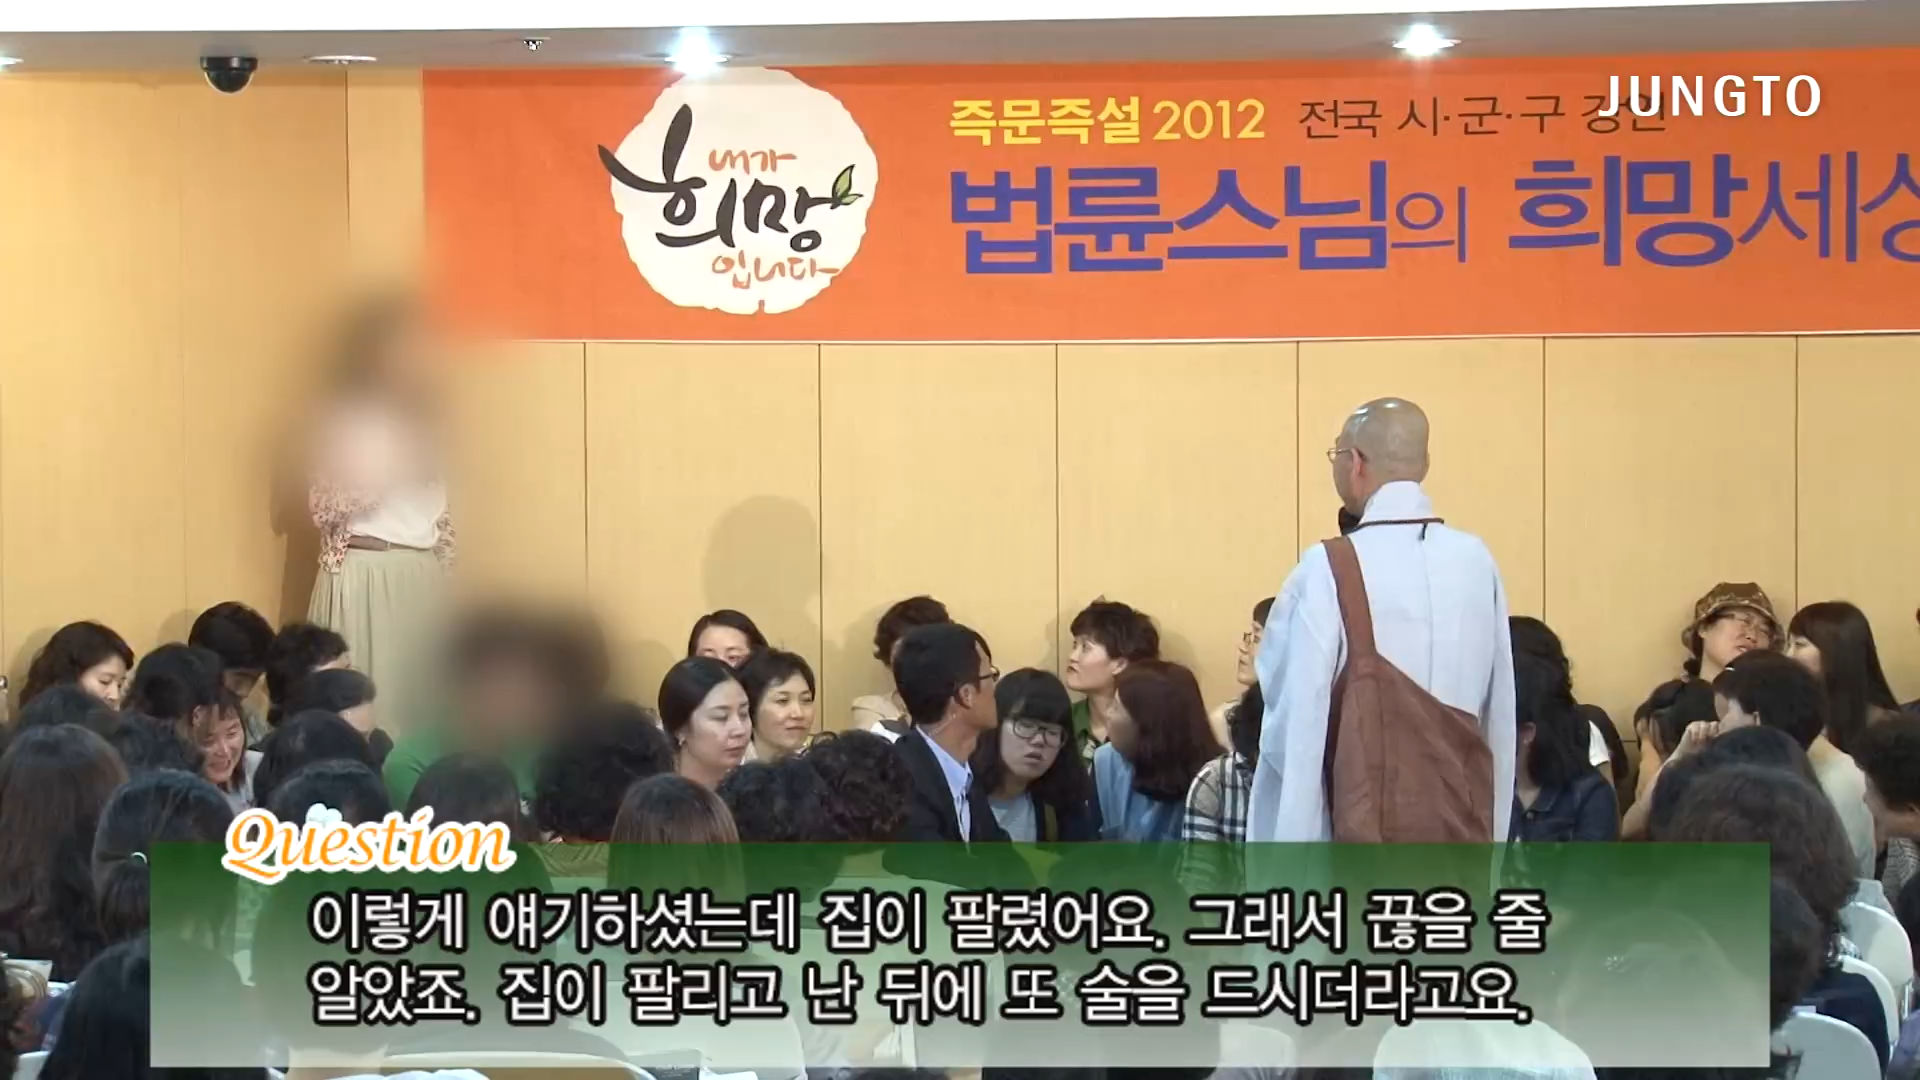 JUNGTO
즉문즉설 2012 전국 시·군·구 강연
법륜스님의 희망세상
내가
희망
입니다
Question
이렇게 얘기하셨는데 집이 팔렸어요. 그래서 끊을 줄
알았죠. 집이 팔리고 난 뒤에 또 술을 드시더라고요.